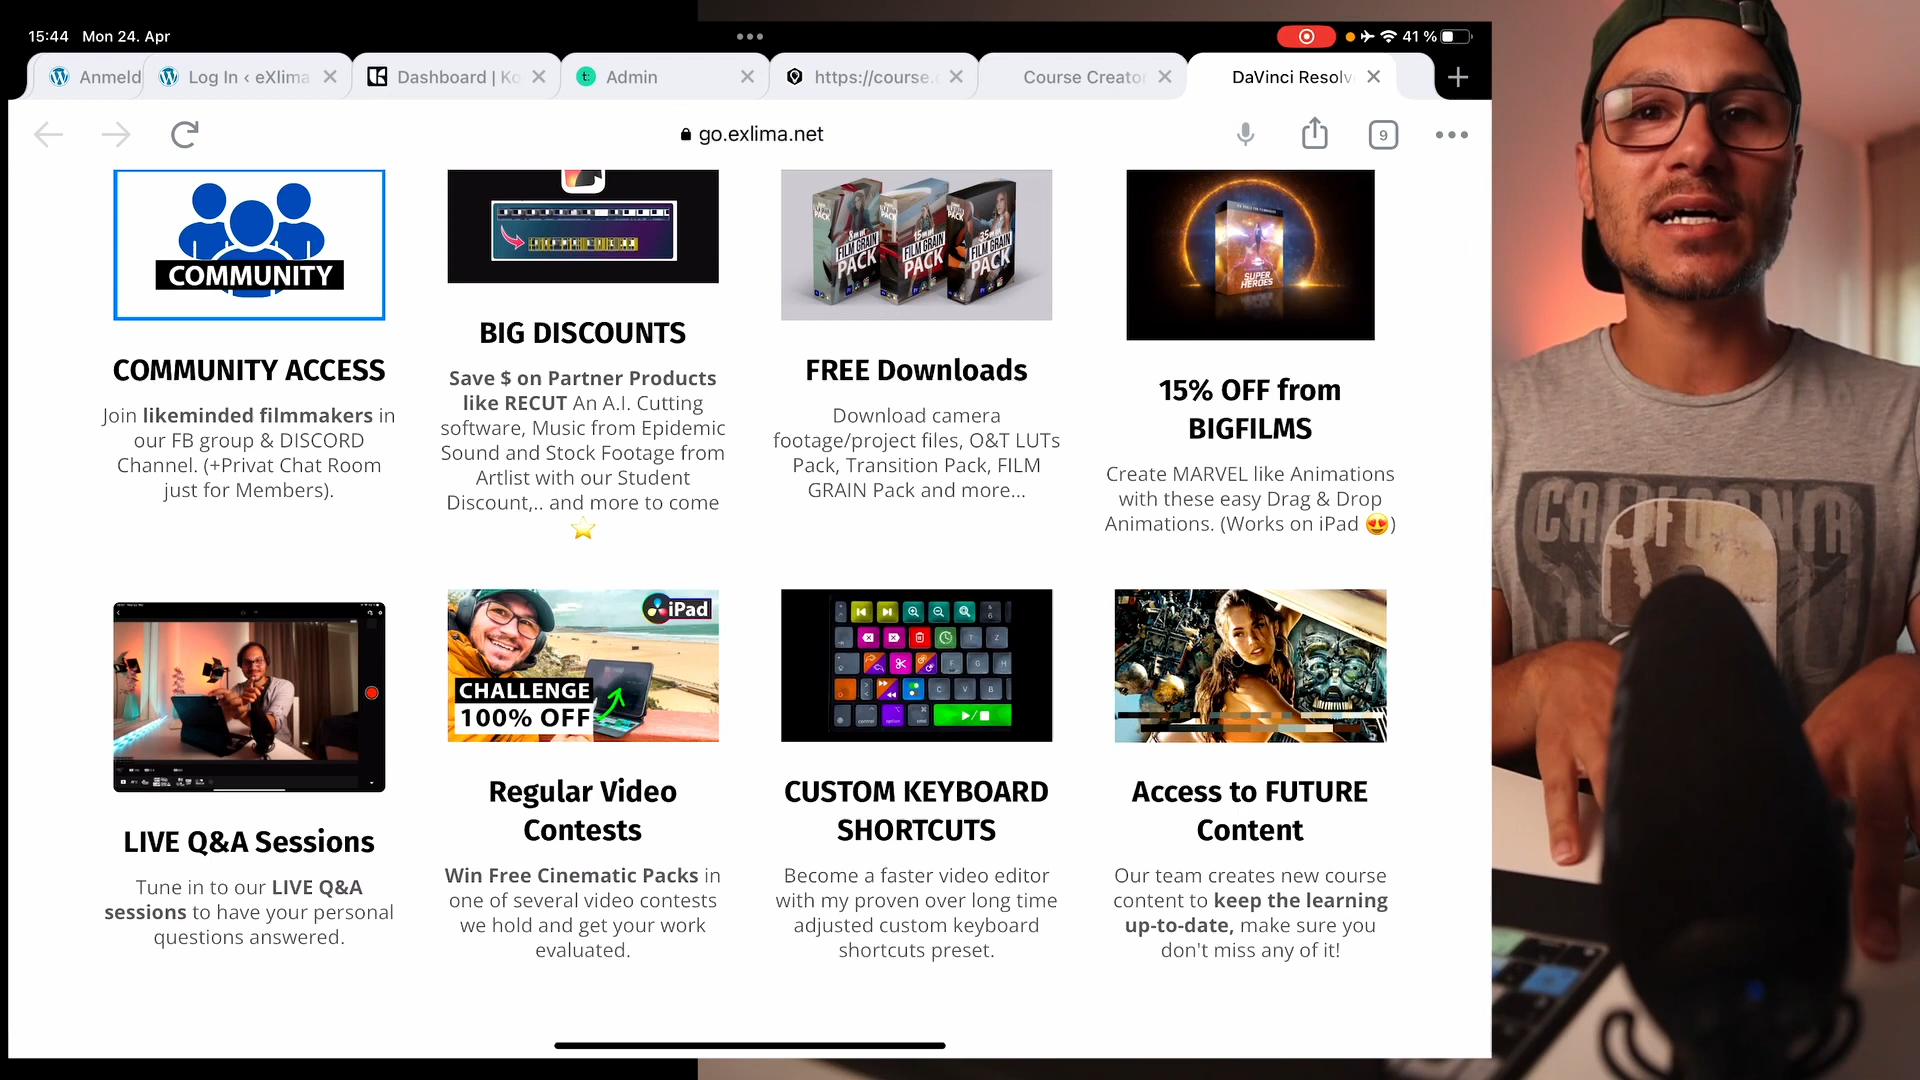 15:44 Mon 24. Apr
41 %
Anmeld
Log In ‹ eXlima
Dashboard | Ko
Admin
https://course.
Course Creator
DaVinci Resolv
go.exlima.net
9
COMMUNITY
PACK
PACK
PACK
FILM GRAIN
PACK
FILM GRAIN
PACK
FILM GRAIN
PACK
SUPER
HEROES
COMMUNITY ACCESS
Join likeminded filmmakers in
our FB group & DISCORD
Channel. (+Privat Chat Room
just for Members).
BIG DISCOUNTS
Save $ on Partner Products
like RECUT An A.I. Cutting
software, Music from Epidemic
Sound and Stock Footage from
Artlist with our Student
Discount,.. and more to come
⭐
FREE Downloads
Download camera
footage/project files, O&T LUTs
Pack, Transition Pack, FILM
GRAIN Pack and more...
15% OFF from
BIGFILMS
Create MARVEL like Animations
with these easy Drag & Drop
Animations. (Works on iPad 😍)
iPad
CHALLENGE
100% OFF
LIVE Q&A Sessions
Tune in to our LIVE Q&A
sessions to have your personal
questions answered.
Regular Video
Contests
Win Free Cinematic Packs in
one of several video contests
we hold and get your work
evaluated.
CUSTOM KEYBOARD
SHORTCUTS
Become a faster video editor
with my proven over long time
adjusted custom keyboard
shortcuts preset.
Access to FUTURE
Content
Our team creates new course
content to keep the learning
up-to-date, make sure you
don't miss any of it!
CALIFORNIA